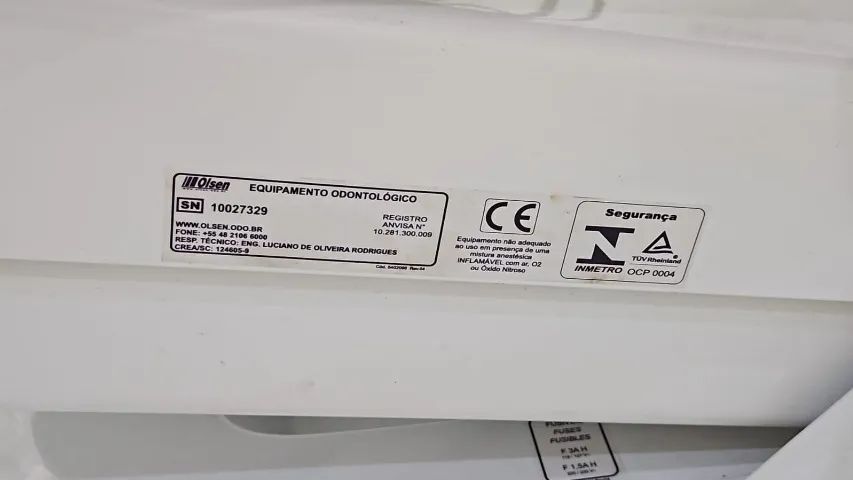 Olsen
EQUIPAMENTO ODONTOLÓGICO
SN 10027329
REGISTRO
ANVISA N°
10.281.300.009
WWW.OLSEN.ODO.BR
FONE: +55 48 2106 6000
RESP. TÉCNICO: ENG. LUCIANO DE OLIVEIRA RODRIGUES
CREA/SC: 124605-9
CE
Equipamento não adequado
ao uso em presença de uma
mistura anestésica
INFLAMÁVEL com ar, O2
ou Óxido Nitroso
Segurança
INMETRO
TÜVRheinland
OCP 0004
FUSES
FUSIBLES
F 3A H
F 1,5A H